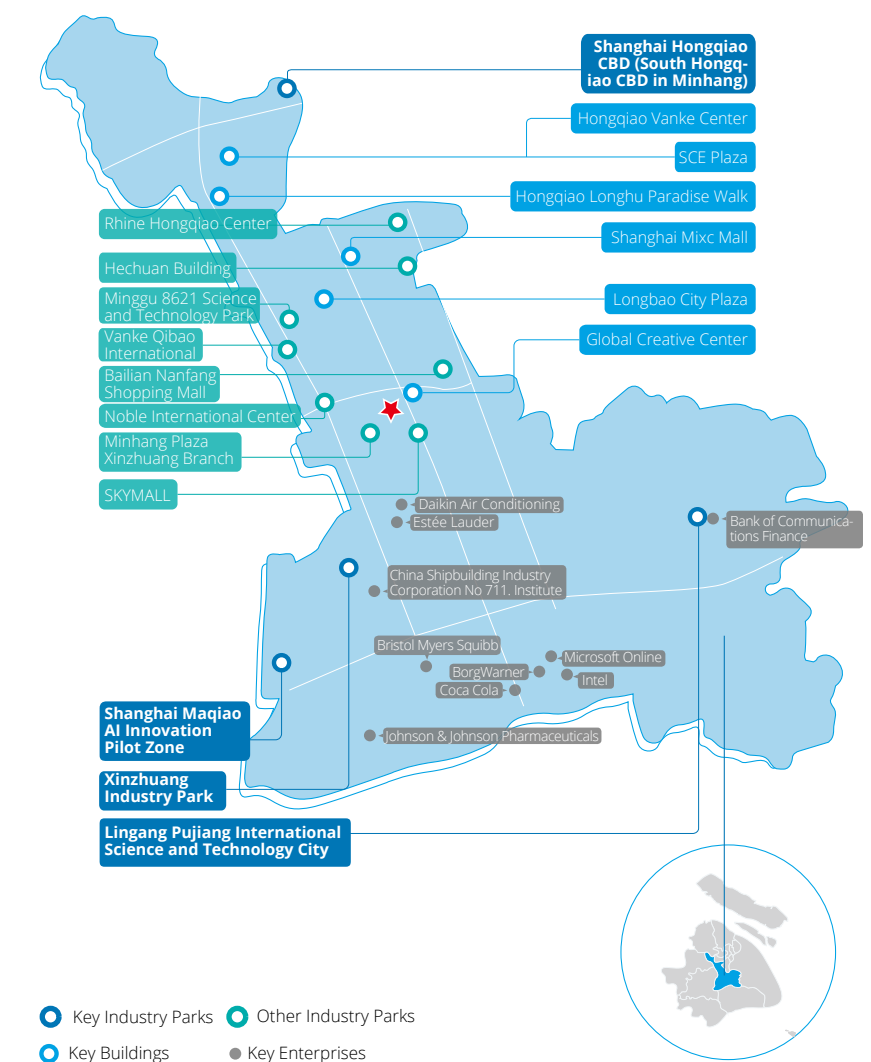 Shanghai Hongqiao
CBD (South Hongq-
iao CBD in Minhang)
Hongqiao Vanke Center
SCE Plaza
Hongqiao Longhu Paradise Walk
Rhine Hongqiao Center
Shanghai Mixc Mall
Hechuan Building
Minggu 8621 Science
and Technology Park
Longbao City Plaza
Vanke Qibao
International
Global Creative Center
Bailian Nanfang
Shopping Mall
Noble International Center
Minhang Plaza
Xinzhuang Branch
SKYMALL
Daikin Air Conditioning
Estée Lauder
Bank of Communica-
tions Finance
China Shipbuilding Industry
Corporation No 711. Institute
Bristol Myers Squibb
Microsoft Online
BorgWarner
Intel
Coca Cola
Johnson & Johnson Pharmaceuticals
Shanghai Maqiao
AI Innovation
Pilot Zone
Xinzhuang
Industry Park
Lingang Pujiang International
Science and Technology City
Key Industry Parks
Other Industry Parks
Key Buildings
Key Enterprises